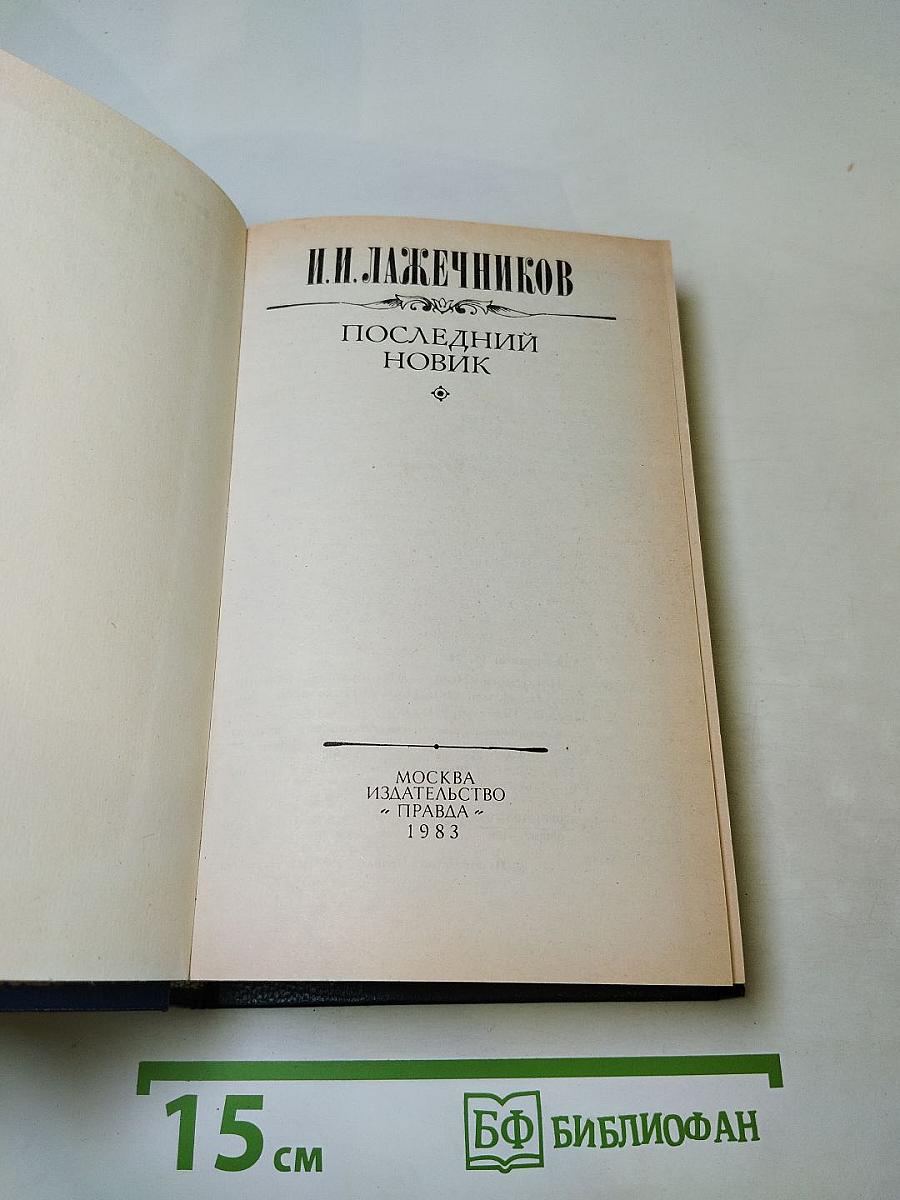 И.И.ЛАЖЕЧНИКОВ
ПОСЛЕДНИЙ
НОВИК
МОСКВА
ИЗДАТЕЛЬСТВО
«ПРАВДА»
1983
15 см
БФ БИБЛИОФАН